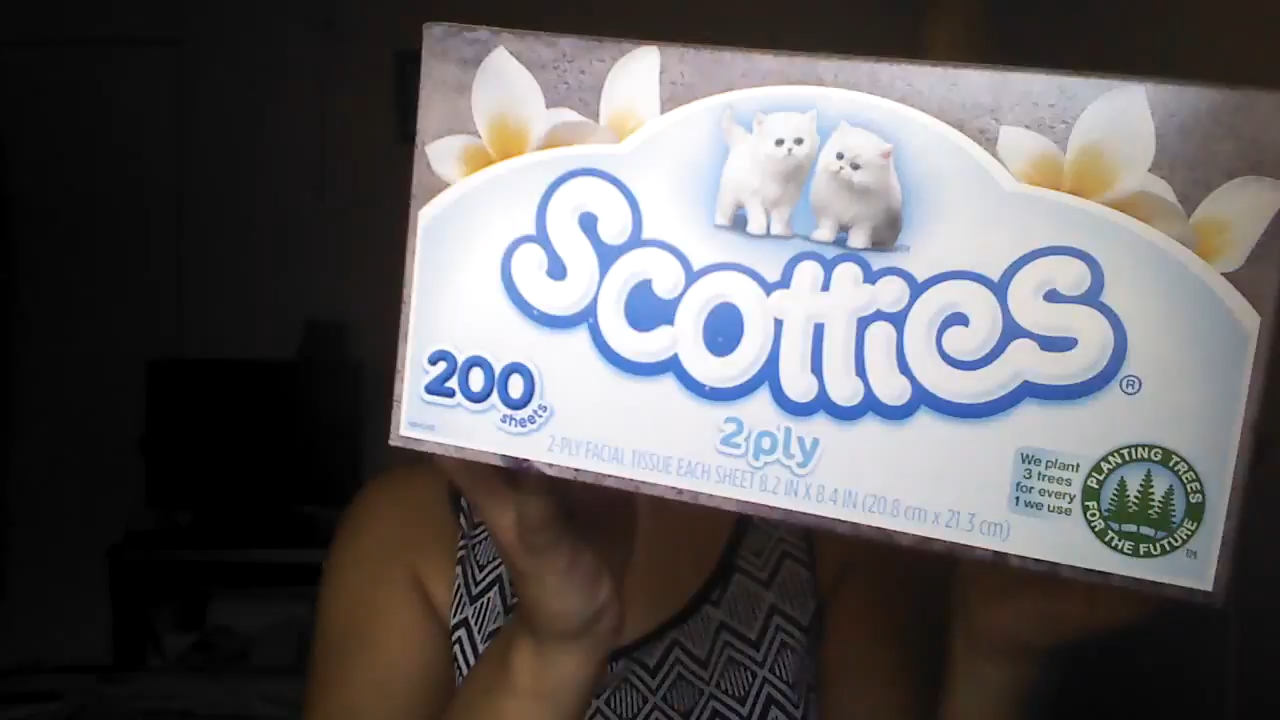 Scotties®
200
sheets
2 ply
2-PLY FACIAL TISSUE EACH SHEET 8.2 IN X 8.4 IN (20.8 cm x 21.3 cm)
We plant
3 trees
for every
1 we use
PLANTING TREES
FOR THE FUTURE
TM